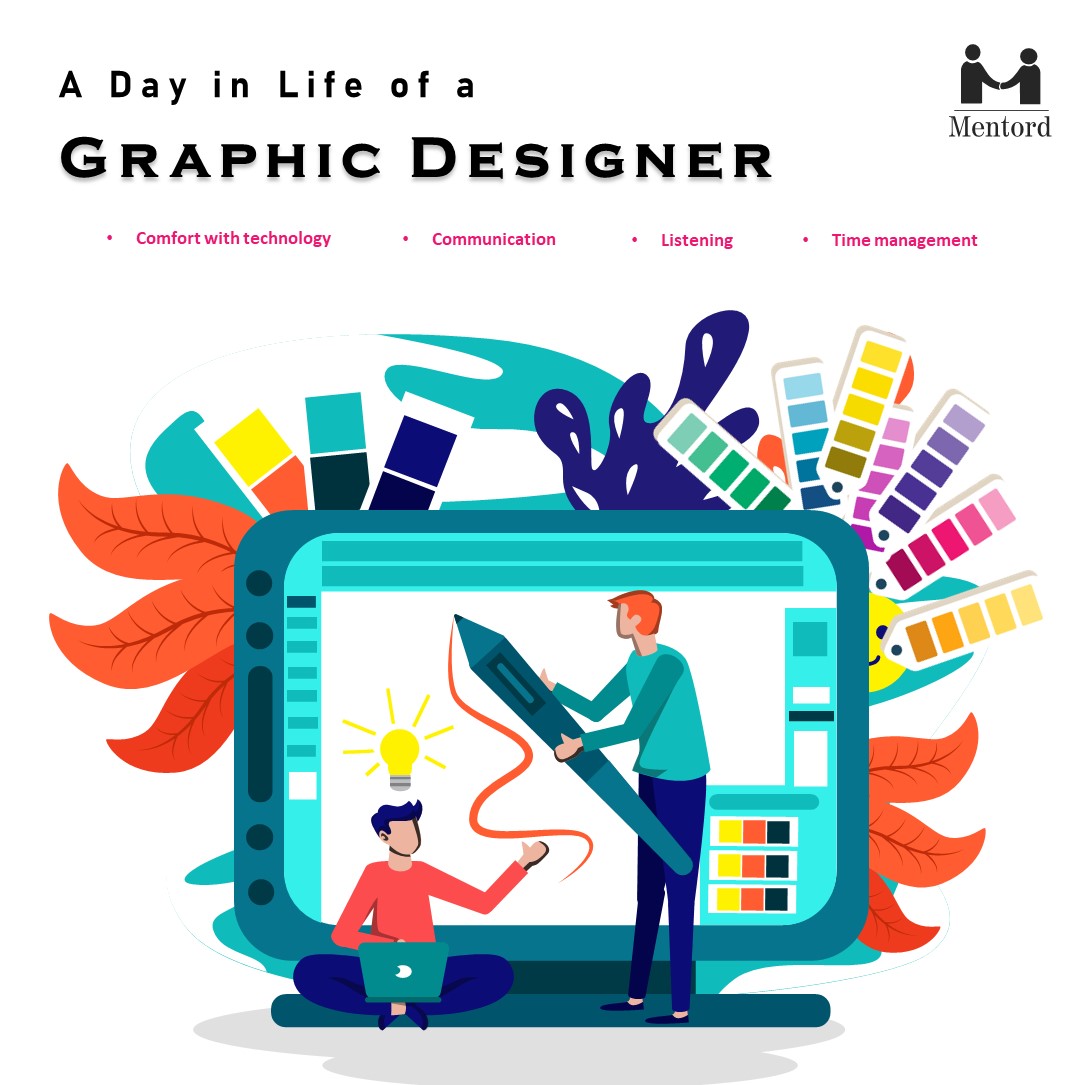 A Day in Life of a
Mentord
GRAPHIC DESIGNER
• Comfort with technology • Communication • Listening • Time management